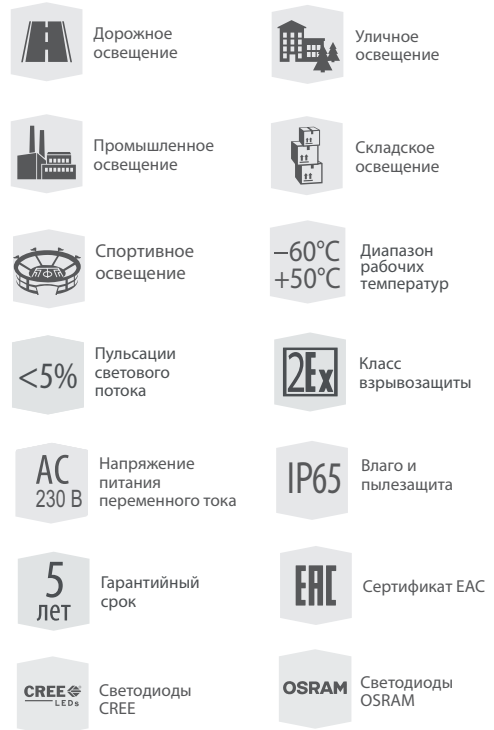 Дорожное
освещение
Уличное
освещение
Промышленное
освещение
Складское
освещение
Спортивное
освещение
–60°C
+50°C
Диапазон
рабочих
температур
<5%
Пульсации
светового
потока
2Ex
Класс
взрывозащиты
AC
230 В
Напряжение
питания
переменного тока
IP65
Влаго и
пылезащита
5
лет
Гарантийный
срок
EAC
Сертификат ЕАС
CREE
LEDs
Светодиоды
CREE
OSRAM
Светодиоды
OSRAM